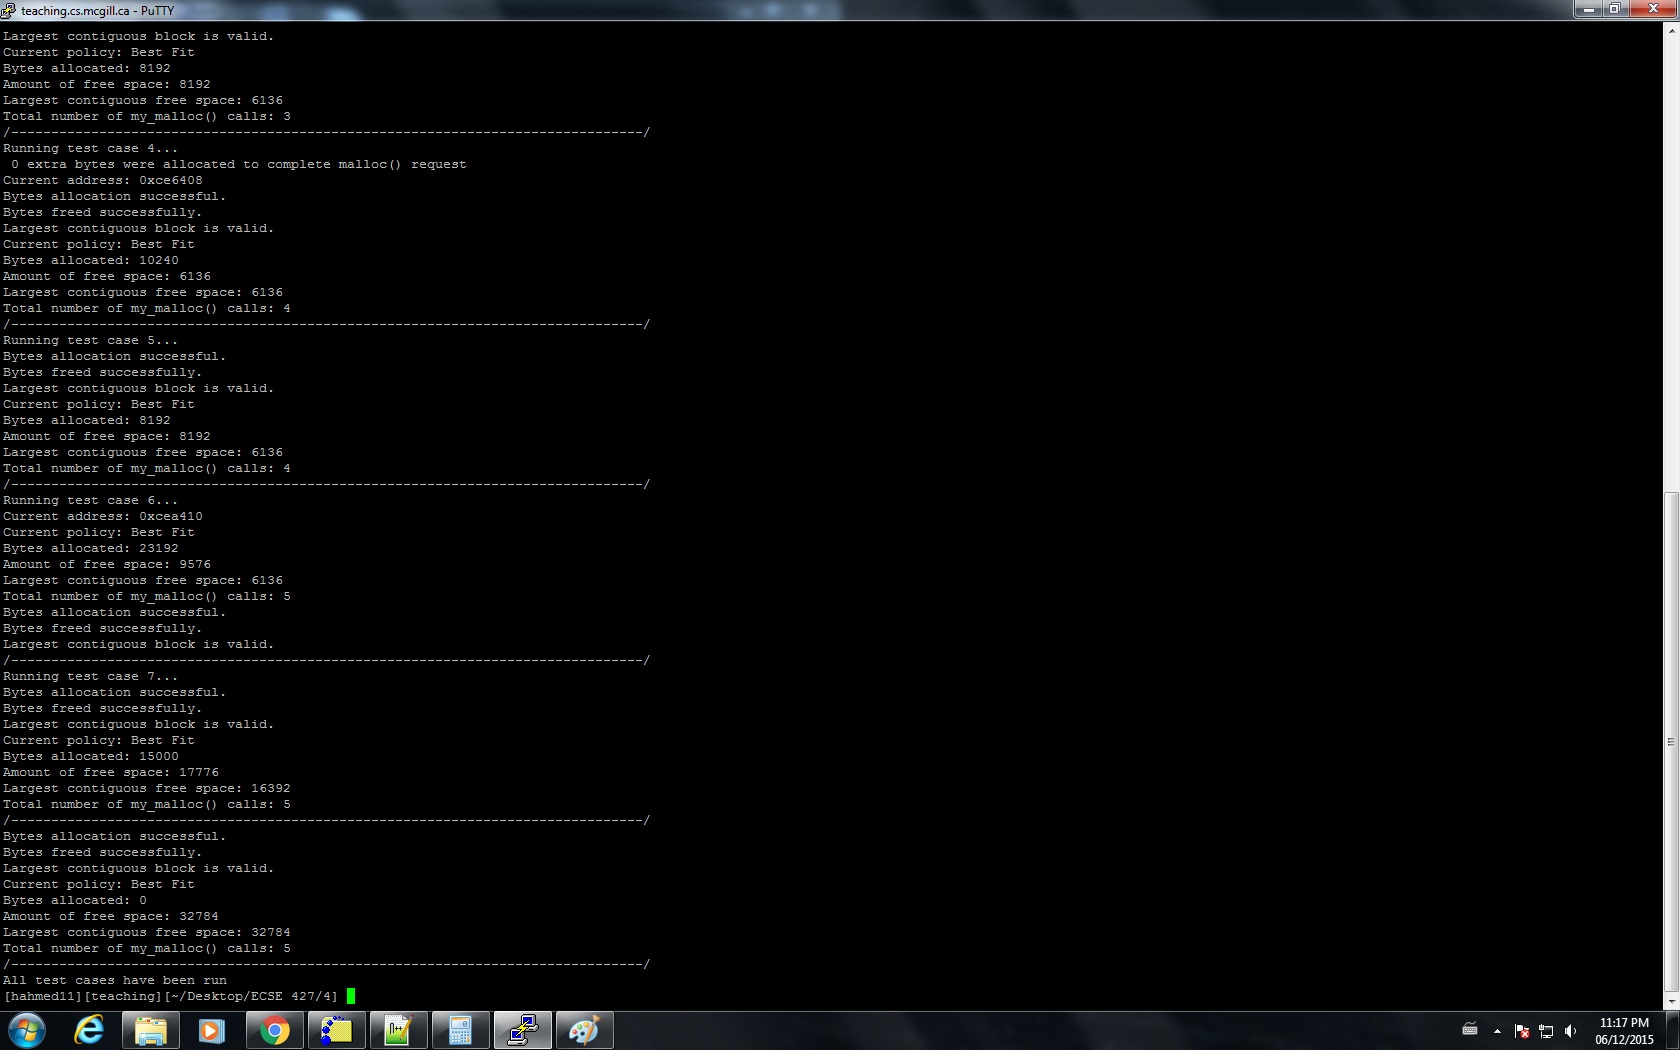 teaching.cs.mcgill.ca - PuTTY
Largest contiguous block is valid.
Current policy: Best Fit
Bytes allocated: 8192
Amount of free space: 8192
Largest contiguous free space: 6136
Total number of my_malloc() calls: 3
/-------------------------------------------------------------------------------/
Running test case 4...
 0 extra bytes were allocated to complete malloc() request
Current address: 0xce6408
Bytes allocation successful.
Bytes freed successfully.
Largest contiguous block is valid.
Current policy: Best Fit
Bytes allocated: 10240
Amount of free space: 6136
Largest contiguous free space: 6136
Total number of my_malloc() calls: 4
/-------------------------------------------------------------------------------/
Running test case 5...
Bytes allocation successful.
Bytes freed successfully.
Largest contiguous block is valid.
Current policy: Best Fit
Bytes allocated: 8192
Amount of free space: 8192
Largest contiguous free space: 6136
Total number of my_malloc() calls: 4
/-------------------------------------------------------------------------------/
Running test case 6...
Current address: 0xcea410
Current policy: Best Fit
Bytes allocated: 23192
Amount of free space: 9576
Largest contiguous free space: 6136
Total number of my_malloc() calls: 5
Bytes allocation successful.
Bytes freed successfully.
Largest contiguous block is valid.
/-------------------------------------------------------------------------------/
Running test case 7...
Bytes allocation successful.
Bytes freed successfully.
Largest contiguous block is valid.
Current policy: Best Fit
Bytes allocated: 15000
Amount of free space: 17776
Largest contiguous free space: 16392
Total number of my_malloc() calls: 5
/-------------------------------------------------------------------------------/
Bytes allocation successful.
Bytes freed successfully.
Largest contiguous block is valid.
Current policy: Best Fit
Bytes allocated: 0
Amount of free space: 32784
Largest contiguous free space: 32784
Total number of my_malloc() calls: 5
/-------------------------------------------------------------------------------/
All test cases have been run
[hahmed11][teaching][~/Desktop/ECSE 427/4]
11:17 PM
06/12/2015